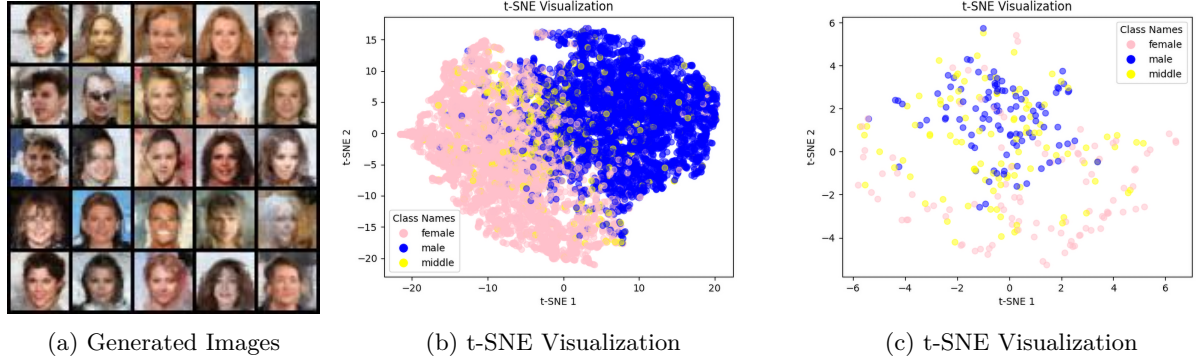 t-SNE Visualization
15
10
5
0
−5
−10
−15
−20
t-SNE 2
−20
−10
0
10
20
t-SNE 1
Class Names
female
male
middle
t-SNE Visualization
4
2
0
−2
−4
t-SNE 2
−6
−4
−2
0
2
4
6
t-SNE 1
Class Names
female
male
middle
(a) Generated Images
(b) t-SNE Visualization
(c) t-SNE Visualization